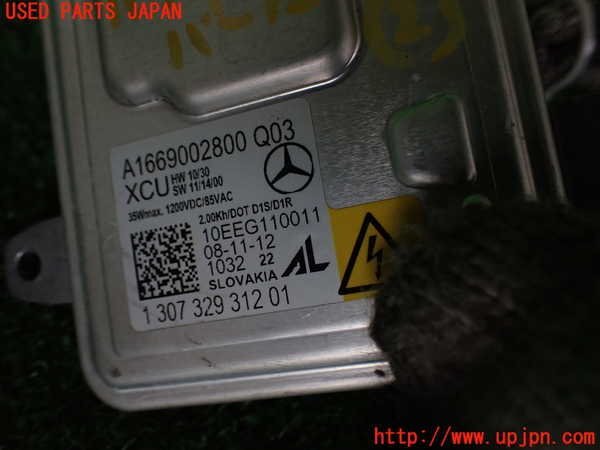 USED PARTS JAPAN
A1669002800 Q03
XCU HW 10/30 SW 11/14/00
35Wmax. 1200VDC/85VAC
2.00Kh/DOT D1S/D1R
10EEG110011
08-11-12
1032 22
SLOVAKIA AL
1 307 329 312 01
http://www.upjpn.com/